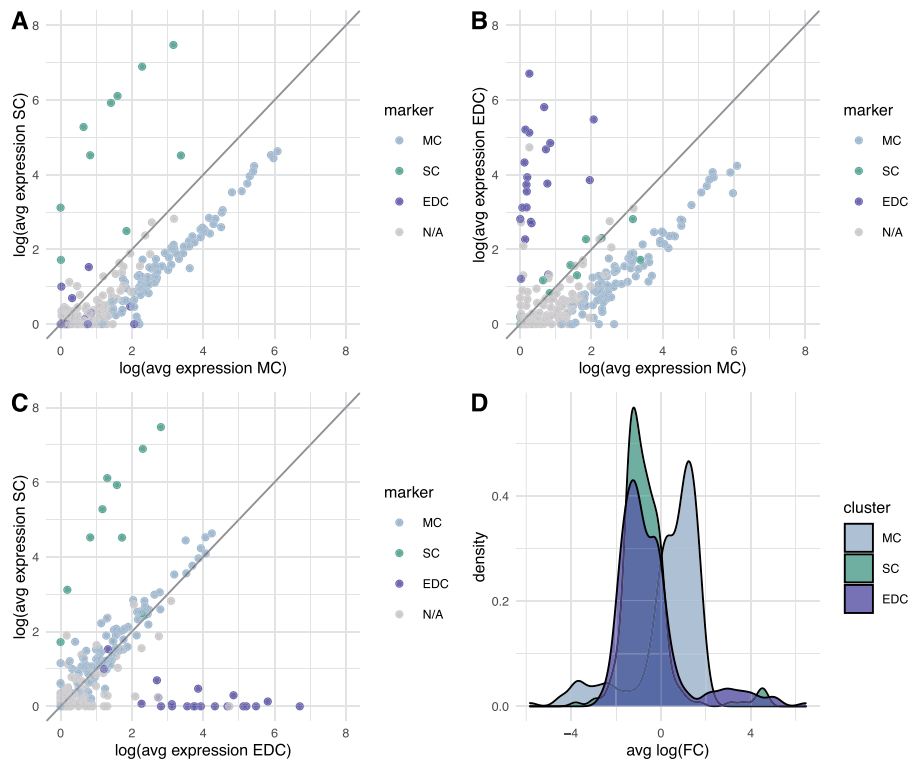 A
B
8
6
4
2
0
log(avg expression SC)
0 2 4 6 8
log(avg expression MC)
marker
MC
SC
EDC
N/A
8
6
4
2
0
log(avg expression EDC)
0 2 4 6 8
log(avg expression MC)
marker
MC
SC
EDC
N/A
C
D
8
6
4
2
0
log(avg expression SC)
0 2 4 6 8
log(avg expression EDC)
marker
MC
SC
EDC
N/A
0.4
0.2
0.0
density
−4 0 4
avg log(FC)
cluster
MC
SC
EDC